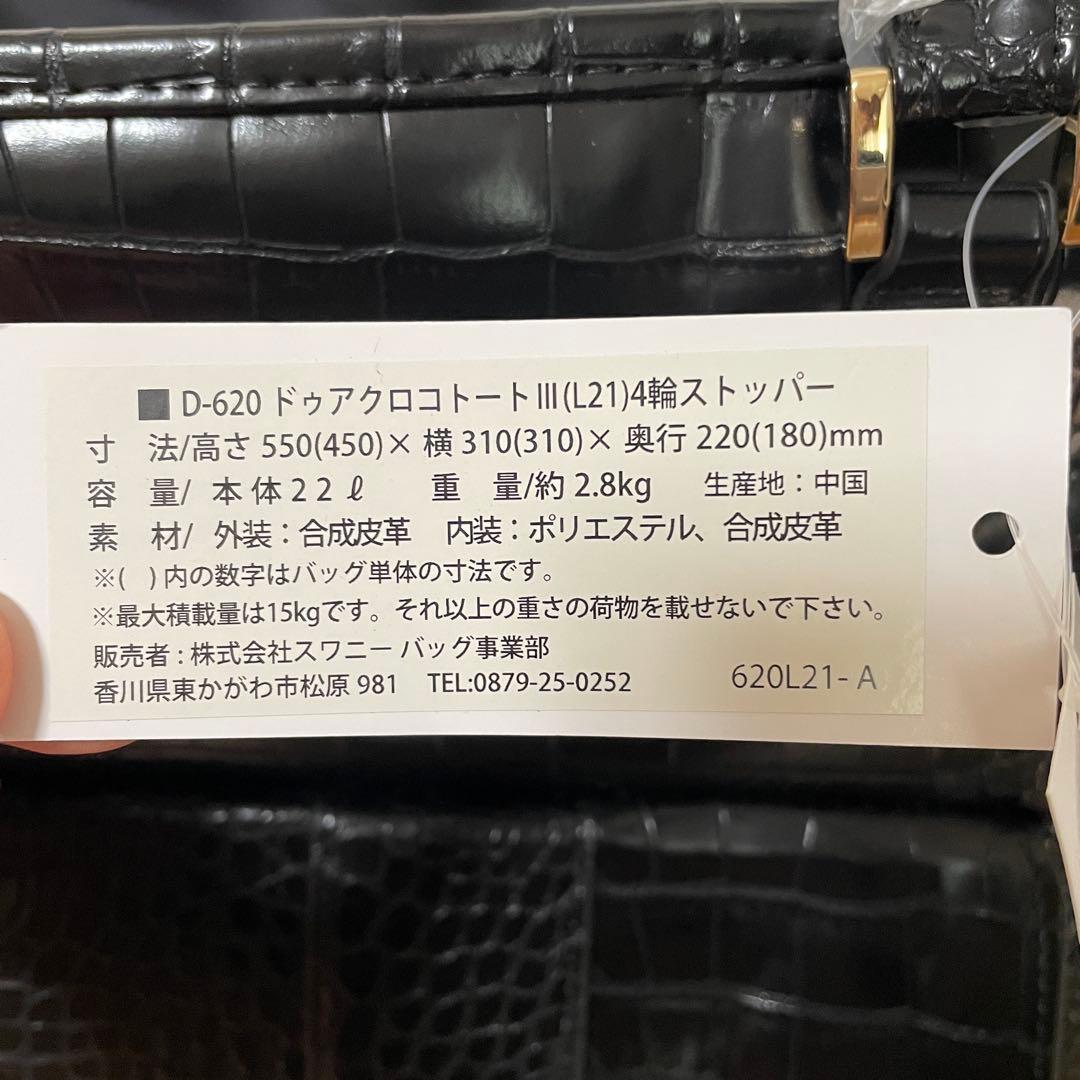 ■ D-620 ドゥアクロコトートⅢ(L21)4輪ストッパー
寸　法/高さ 550(450)× 横 310(310)× 奥行 220(180)mm
容　量/ 本体22ℓ　重　量/約 2.8kg　生産地：中国
素　材/ 外装：合成皮革　内装：ポリエステル、合成皮革
※(　)内の数字はバッグ単体の寸法です。
※最大積載量は15kgです。それ以上の重さの荷物を載せないで下さい。
販売者：株式会社スワニー バッグ事業部
香川県東かがわ市松原 981　TEL:0879-25-0252　620L21- A